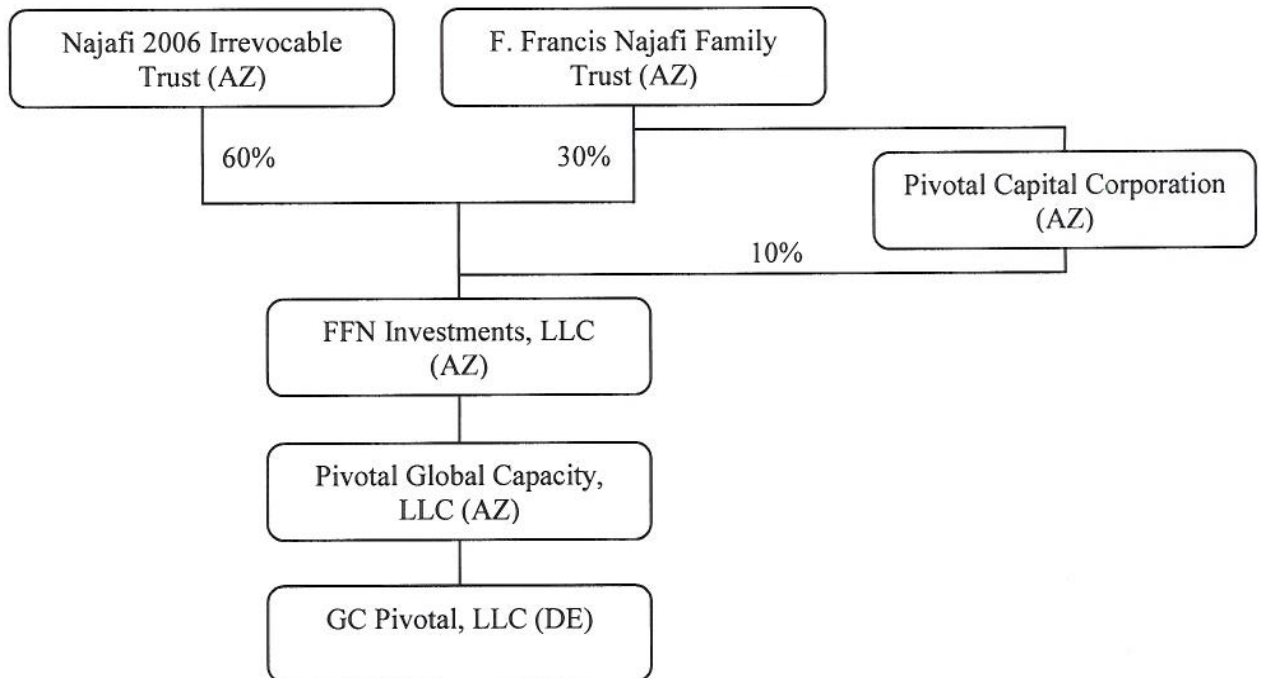 Najafi 2006 Irrevocable
Trust (AZ)
F. Francis Najafi Family
Trust (AZ)
60%
30%
Pivotal Capital Corporation
(AZ)
10%
FFN Investments, LLC
(AZ)
Pivotal Global Capacity,
LLC (AZ)
GC Pivotal, LLC (DE)